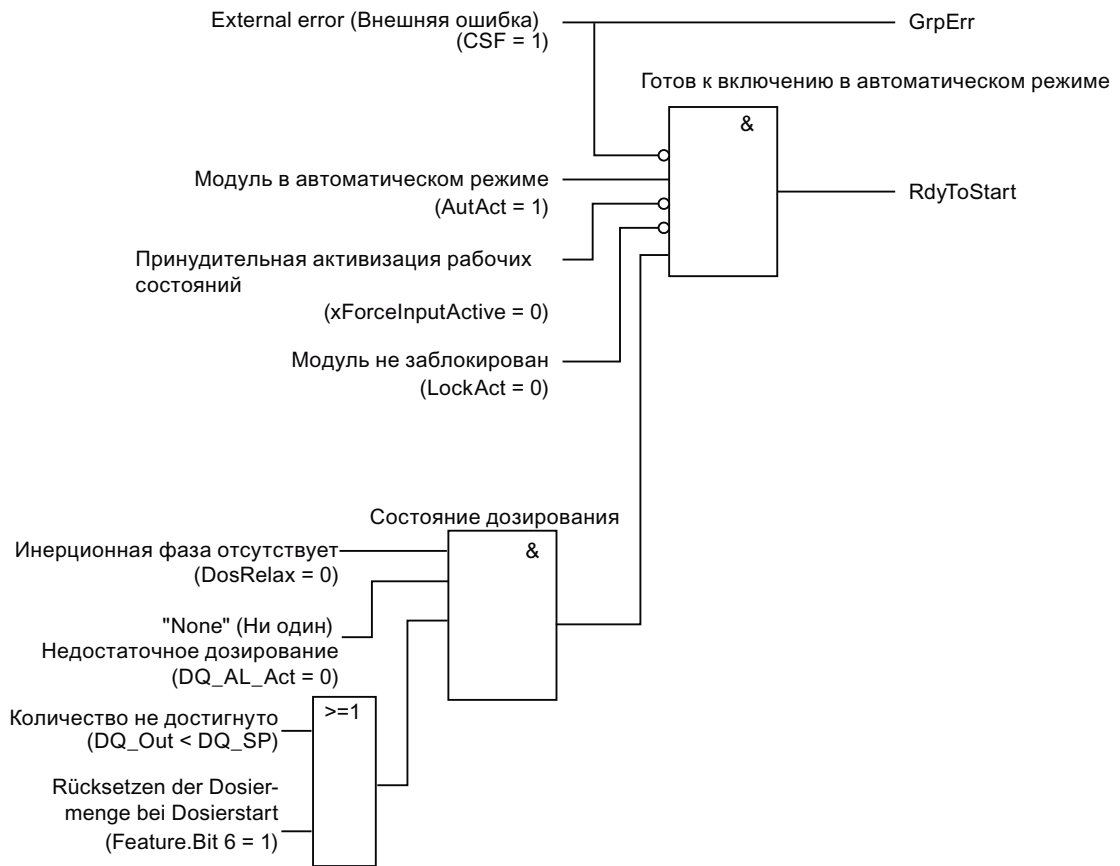 External error (Внешняя ошибка)
(CSF = 1)
GrpErr
Готов к включению в автоматическом режиме
&
Модуль в автоматическом режиме
(AutAct = 1)
RdyToStart
Принудительная активизация рабочих
состояний
(xForceInputActive = 0)
Модуль не заблокирован
(LockAct = 0)
Состояние дозирования
&
Инерционная фаза отсутствует
(DosRelax = 0)
"None" (Ни один)
Недостаточное дозирование
(DQ_AL_Act = 0)
>=1
Количество не достигнуто
(DQ_Out < DQ_SP)
Rücksetzen der Dosier-
menge bei Dosierstart
(Feature.Bit 6 = 1)